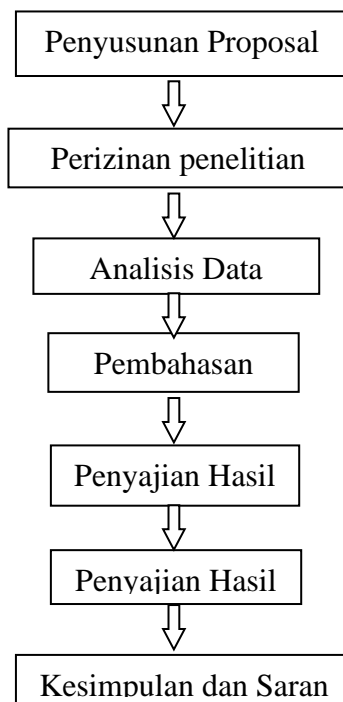 Penyusunan Proposal
Perizinan penelitian
Analisis Data
Pembahasan
Penyajian Hasil
Penyajian Hasil
Kesimpulan dan Saran